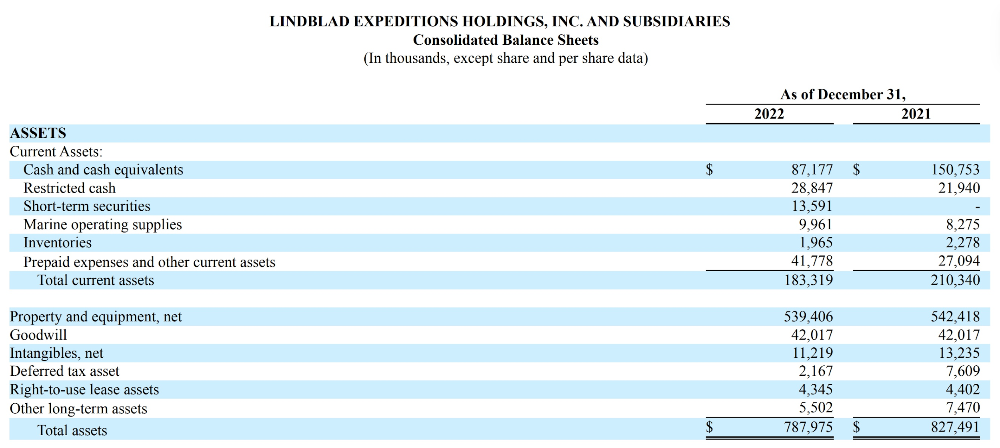 LINDBLAD EXPEDITIONS HOLDINGS, INC. AND SUBSIDIARIES
Consolidated Balance Sheets
(In thousands, except share and per share data)
As of December 31,
2022 2021
ASSETS
Current Assets:
Cash and cash equivalents $ 87,177 $ 150,753
Restricted cash 28,847 21,940
Short-term securities 13,591 -
Marine operating supplies 9,961 8,275
Inventories 1,965 2,278
Prepaid expenses and other current assets 41,778 27,094
Total current assets 183,319 210,340
Property and equipment, net 539,406 542,418
Goodwill 42,017 42,017
Intangibles, net 11,219 13,235
Deferred tax asset 2,167 7,609
Right-to-use lease assets 4,345 4,402
Other long-term assets 5,502 7,470
Total assets $ 787,975 $ 827,491